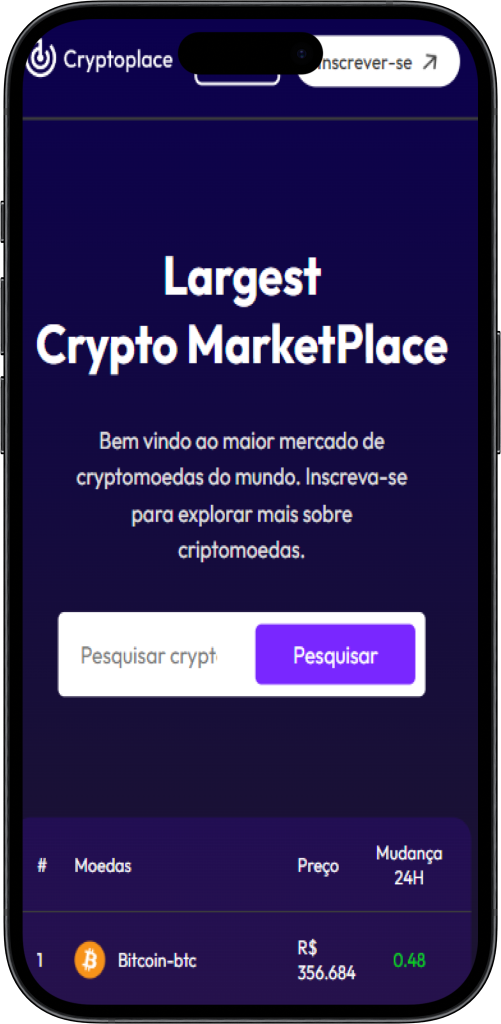 Cryptoplace
Inscrever-se
Largest
Crypto MarketPlace
Bem vindo ao maior mercado de
cryptomoedas do mundo. Inscreva-se
para explorar mais sobre
criptomoedas.
Pesquisar crypt
Pesquisar
# Moedas Preço Mudança
24H
1 Bitcoin-btc R$
356.684 0.48